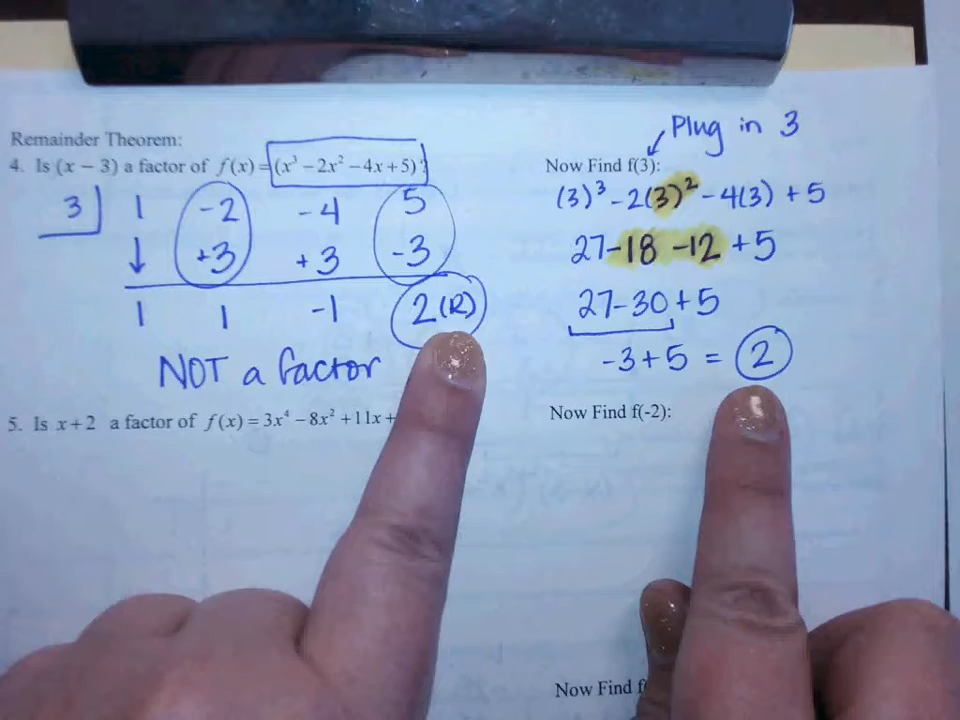 Remainder Theorem:
4. Is (x − 3) a factor of f(x) = (x³ − 2x² − 4x + 5)?
3 1 -2 -4 5
↓ +3 +3 -3
1 1 -1 2 (R)
NOT a factor
Plug in 3
Now Find f(3):
(3)³ - 2(3)² - 4(3) + 5
27 - 18 - 12 + 5
27 - 30 + 5
-3 + 5 = 2
5. Is x + 2 a factor of f(x) = 3x⁴ − 8x² + 11x +
Now Find f(-2):
Now Find